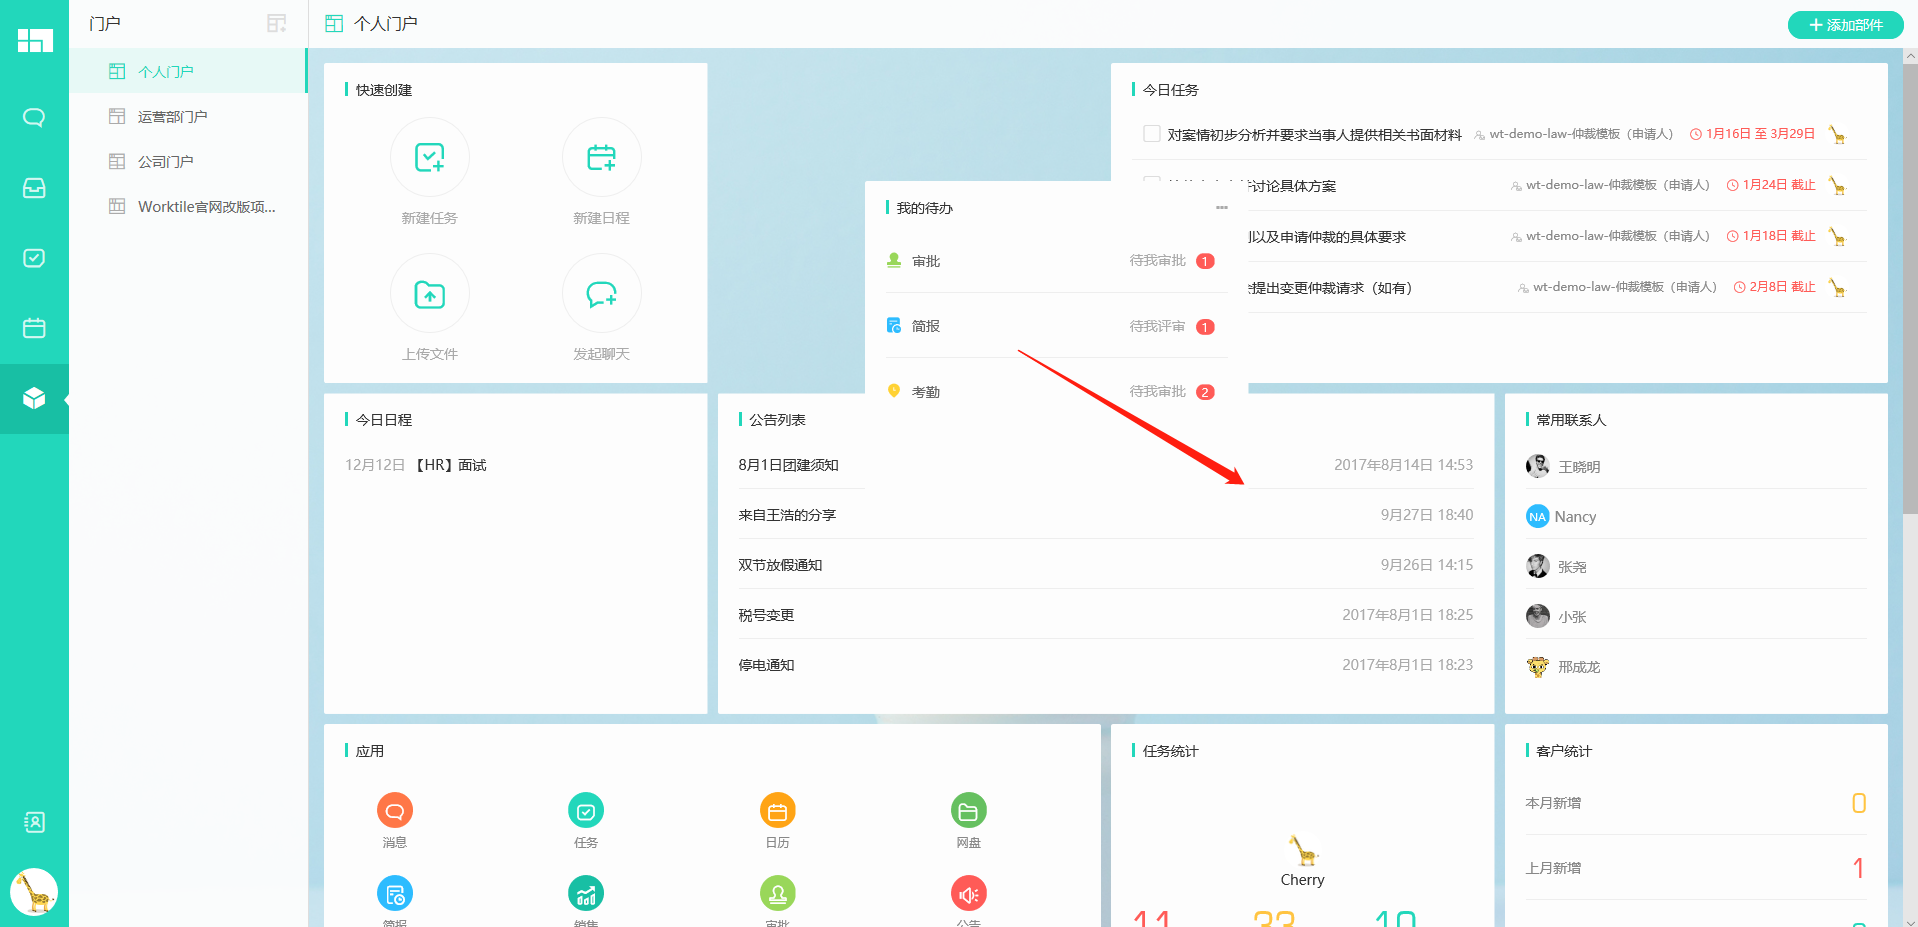 门户
个人门户
添加部件
个人门户
运营部门户
公司门户
Worktile官网改版项...
快速创建
新建任务
新建日程
上传文件
发起聊天
我的待办
审批
待我审批 1
简报
待我评审 1
考勤
待我审批 2
今日任务
对案情初步分析并要求当事人提供相关书面材料 wt-demo-law-仲裁模板（申请人） 1月16日 至 3月29日
讨论具体方案 wt-demo-law-仲裁模板（申请人） 1月24日 截止
以及申请仲裁的具体要求 wt-demo-law-仲裁模板（申请人） 1月18日 截止
提出变更仲裁请求（如有） wt-demo-law-仲裁模板（申请人） 2月8日 截止
今日日程
12月12日 【HR】面试
公告列表
8月1日团建须知 2017年8月14日 14:53
来自王浩的分享 9月27日 18:40
双节放假通知 9月26日 14:15
税号变更 2017年8月1日 18:25
停电通知 2017年8月1日 18:23
常用联系人
王晓明
NA Nancy
张尧
小张
邢成龙
应用
消息
任务
日历
网盘
简报
销售
审批
公告
任务统计
Cherry
11 33 10
客户统计
本月新增 0
上月新增 1